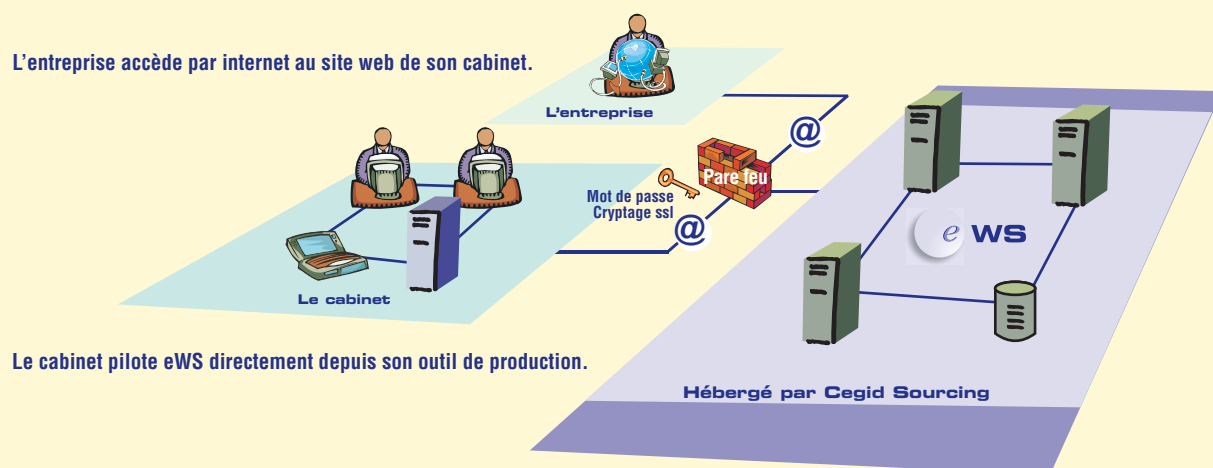 L'entreprise accède par internet au site web de son cabinet.
L'entreprise
@
Pare feu
Mot de passe
Cryptage ssl
@
e WS
Le cabinet
Le cabinet pilote eWS directement depuis son outil de production.
Hébergé par Cegid Sourcing